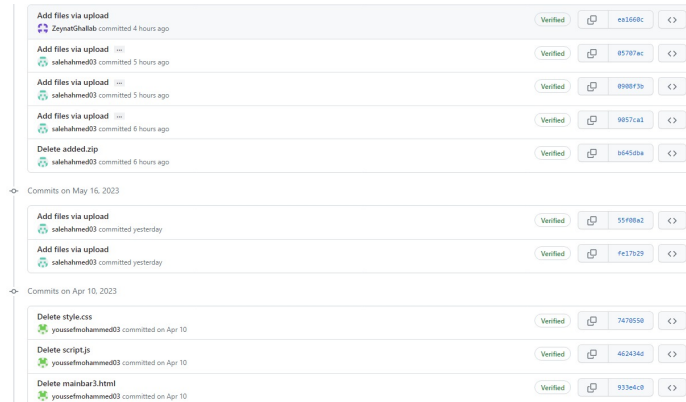 Add files via upload
Verified
ea1660c
ZeynatGhallab committed 4 hours ago
Add files via upload ...
Verified
05707ac
salehahmed03 committed 5 hours ago
Add files via upload ...
Verified
0908f3b
salehahmed03 committed 5 hours ago
Add files via upload ...
Verified
9057ca1
salehahmed03 committed 6 hours ago
Delete added.zip
Verified
b645dba
salehahmed03 committed 6 hours ago
Commits on May 16, 2023
Add files via upload
Verified
55f08a2
salehahmed03 committed yesterday
Add files via upload
Verified
fe17b29
salehahmed03 committed yesterday
Commits on Apr 10, 2023
Delete style.css
Verified
7470550
youssefmohammed03 committed on Apr 10
Delete script.js
Verified
462434d
youssefmohammed03 committed on Apr 10
Delete mainbar3.html
Verified
933e4c0
youssefmohammed03 committed on Apr 10